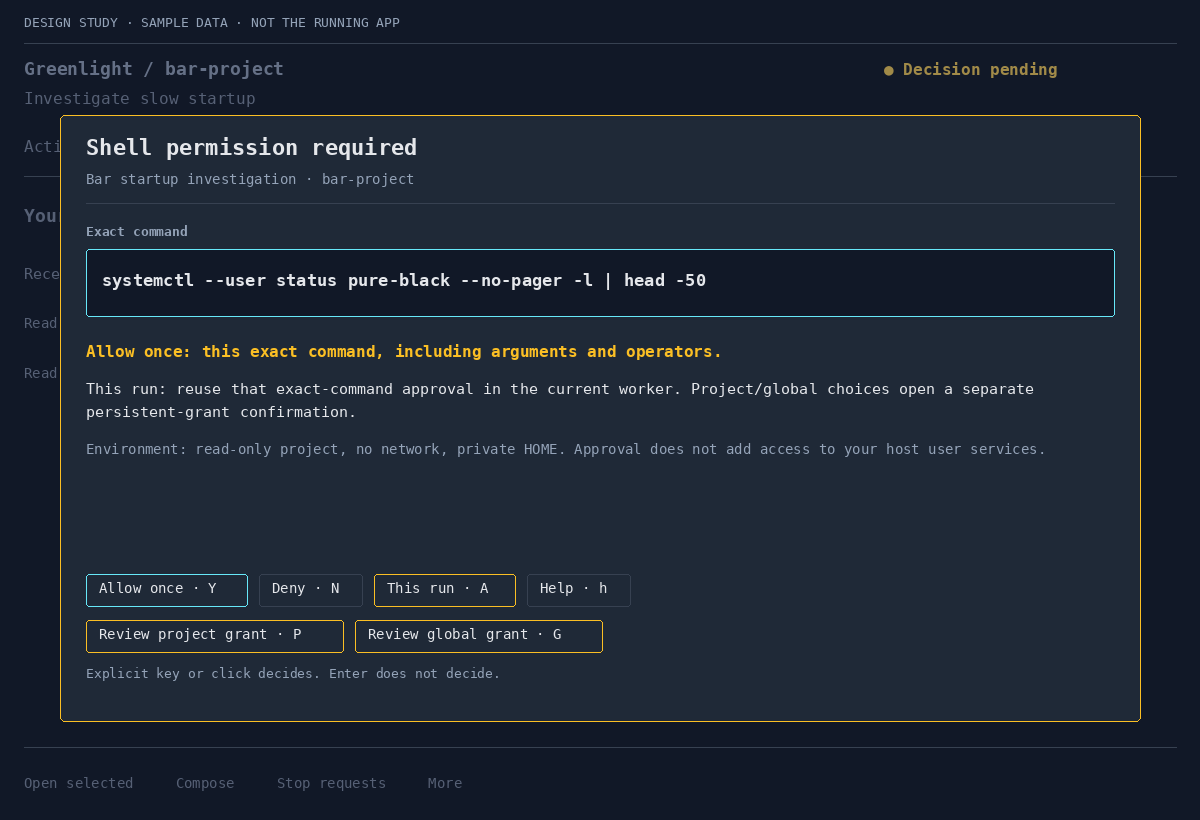 DESIGN STUDY · SAMPLE DATA · NOT THE RUNNING APP
Greenlight / bar-project
● Decision pending
Investigate slow startup
Acti
Shell permission required
Bar startup investigation · bar-project
Your
Exact command
Rece
systemctl --user status pure-black --no-pager -l | head -50
Read
Allow once: this exact command, including arguments and operators.
Read
This run: reuse that exact-command approval in the current worker. Project/global choices open a separate
persistent-grant confirmation.
Environment: read-only project, no network, private HOME. Approval does not add access to your host user services.
Allow once · Y
Deny · N
This run · A
Help · h
Review project grant · P
Review global grant · G
Explicit key or click decides. Enter does not decide.
Open selected
Compose
Stop requests
More